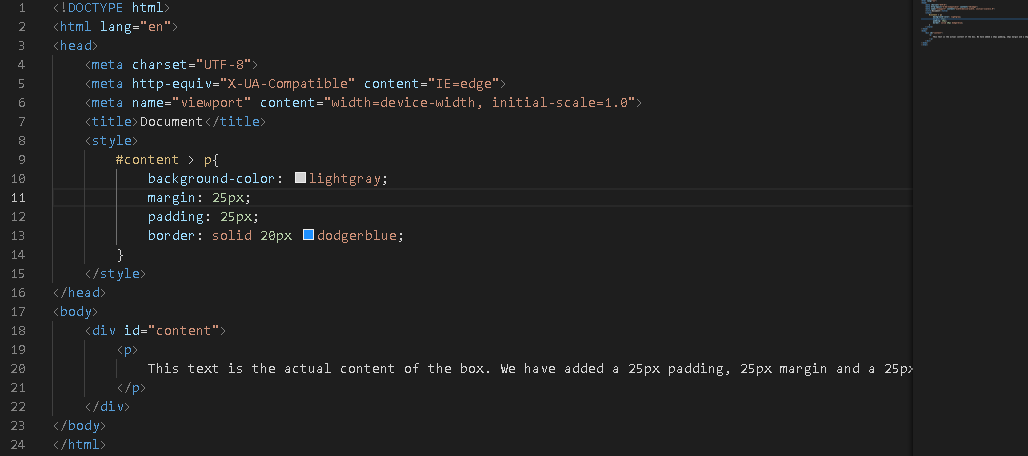 1 <!DOCTYPE html>
2 <html lang="en">
3 <head>
4     <meta charset="UTF-8">
5     <meta http-equiv="X-UA-Compatible" content="IE=edge">
6     <meta name="viewport" content="width=device-width, initial-scale=1.0">
7     <title>Document</title>
8     <style>
9         #content > p{
10             background-color: lightgray;
11             margin: 25px;
12             padding: 25px;
13             border: solid 20px dodgerblue;
14         }
15     </style>
16 </head>
17 <body>
18     <div id="content">
19         <p>
20             This text is the actual content of the box. We have added a 25px padding, 25px margin and a 25p
21         </p>
22     </div>
23 </body>
24 </html>